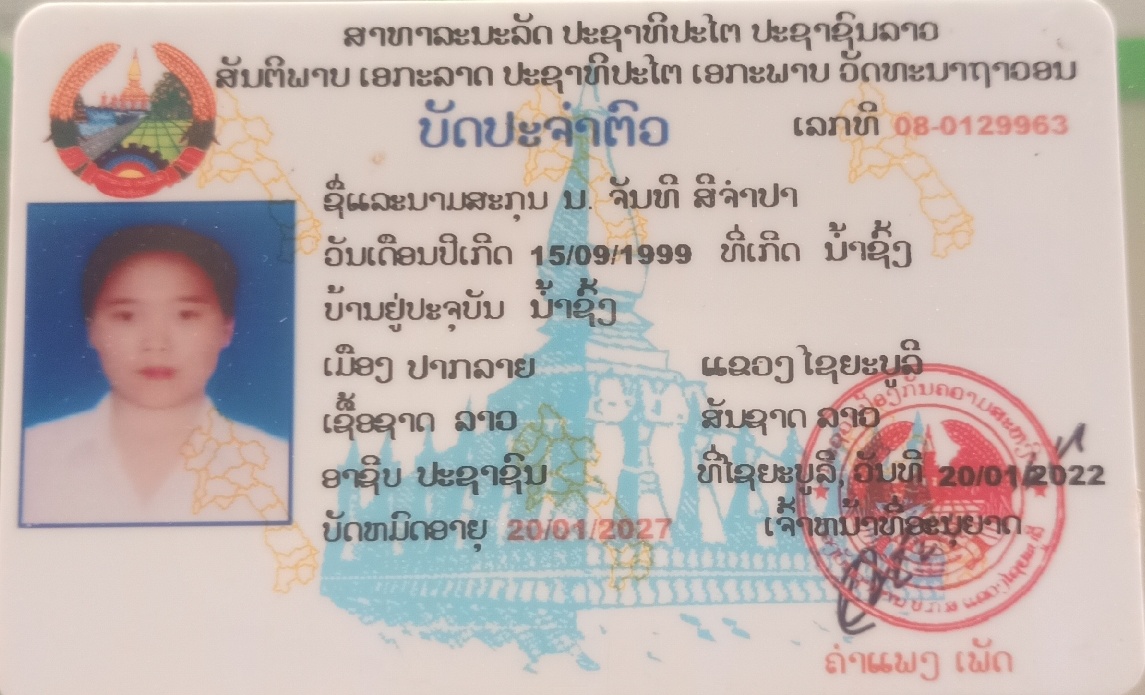 ສາທາລະນະລັດ ປະຊາທິປະໄຕ ປະຊາຊົນລາວ
ສັນຕິພາບ ເອກະລາດ ປະຊາທິປະໄຕ ເອກະພາບ ວັດທະນາຖາວອນ
ບັດປະຈຳຕົວ ເລກທີ 08-0129963
ຊື່ແລະນາມສະກຸນ ນ. ຈັນທີ ສີຈຳປາ
ວັນເດືອນປີເກີດ 15/09/1999 ທີ່ເກີດ ນ້ຳຊົ້ງ
ບ້ານຢູ່ປະຈຸບັນ ນ້ຳຊົ້ງ
ເມືອງ ປາກລາຍ ແຂວງ ໄຊຍະບູລີ
ເຊື້ອຊາດ ລາວ ສັນຊາດ ລາວ
ອາຊີບ ປະຊາຊົນ ທີ່ໄຊຍະບູລີ, ວັນທີ 20/01/2022
ບັດຫມົດອາຍຸ 20/01/2027 ເຈົ້າຫນ້າທີ່ອະນຸຍາດ
ຄຳແພງ ເພັດ